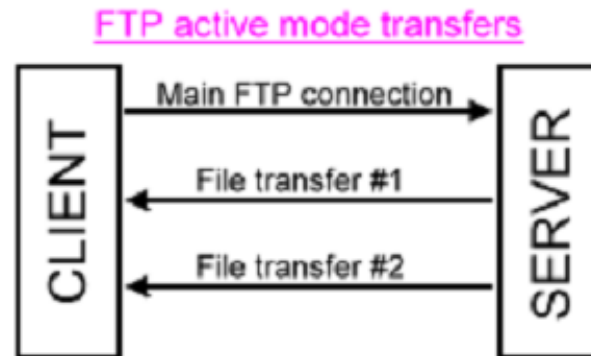 FTP active mode transfers
CLIENT
Main FTP connection
File transfer #1
File transfer #2
SERVER